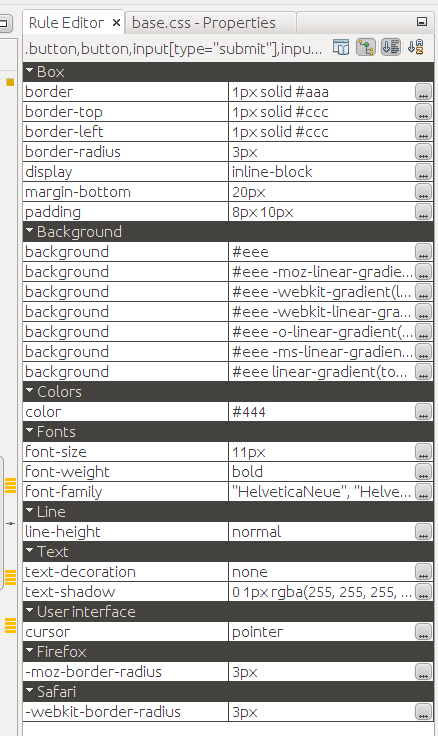 Rule Editor × base.css - Properties
.button,button,input[type="submit"],inpu...
Box
border 1px solid #aaa
border-top 1px solid #ccc
border-left 1px solid #ccc
border-radius 3px
display inline-block
margin-bottom 20px
padding 8px 10px
Background
background #eee
background #eee -moz-linear-gradie...
background #eee -webkit-gradient(l...
background #eee -webkit-linear-gra...
background #eee -o-linear-gradient(...
background #eee -ms-linear-gradien...
background #eee linear-gradient(to...
Colors
color #444
Fonts
font-size 11px
font-weight bold
font-family "HelveticaNeue", "Helve...
Line
line-height normal
Text
text-decoration none
text-shadow 0 1px rgba(255, 255, 255, ...
User interface
cursor pointer
Firefox
-moz-border-radius 3px
Safari
-webkit-border-radius 3px